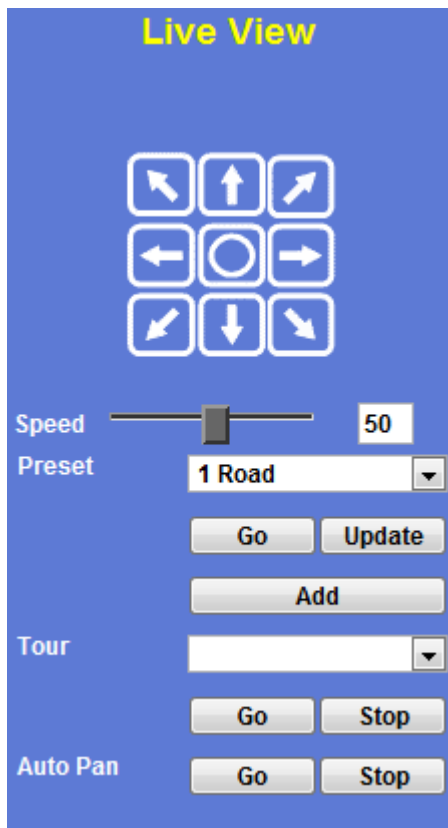 Live View
Speed 50
Preset 1 Road
Go Update
Add
Tour
Go Stop
Auto Pan Go Stop